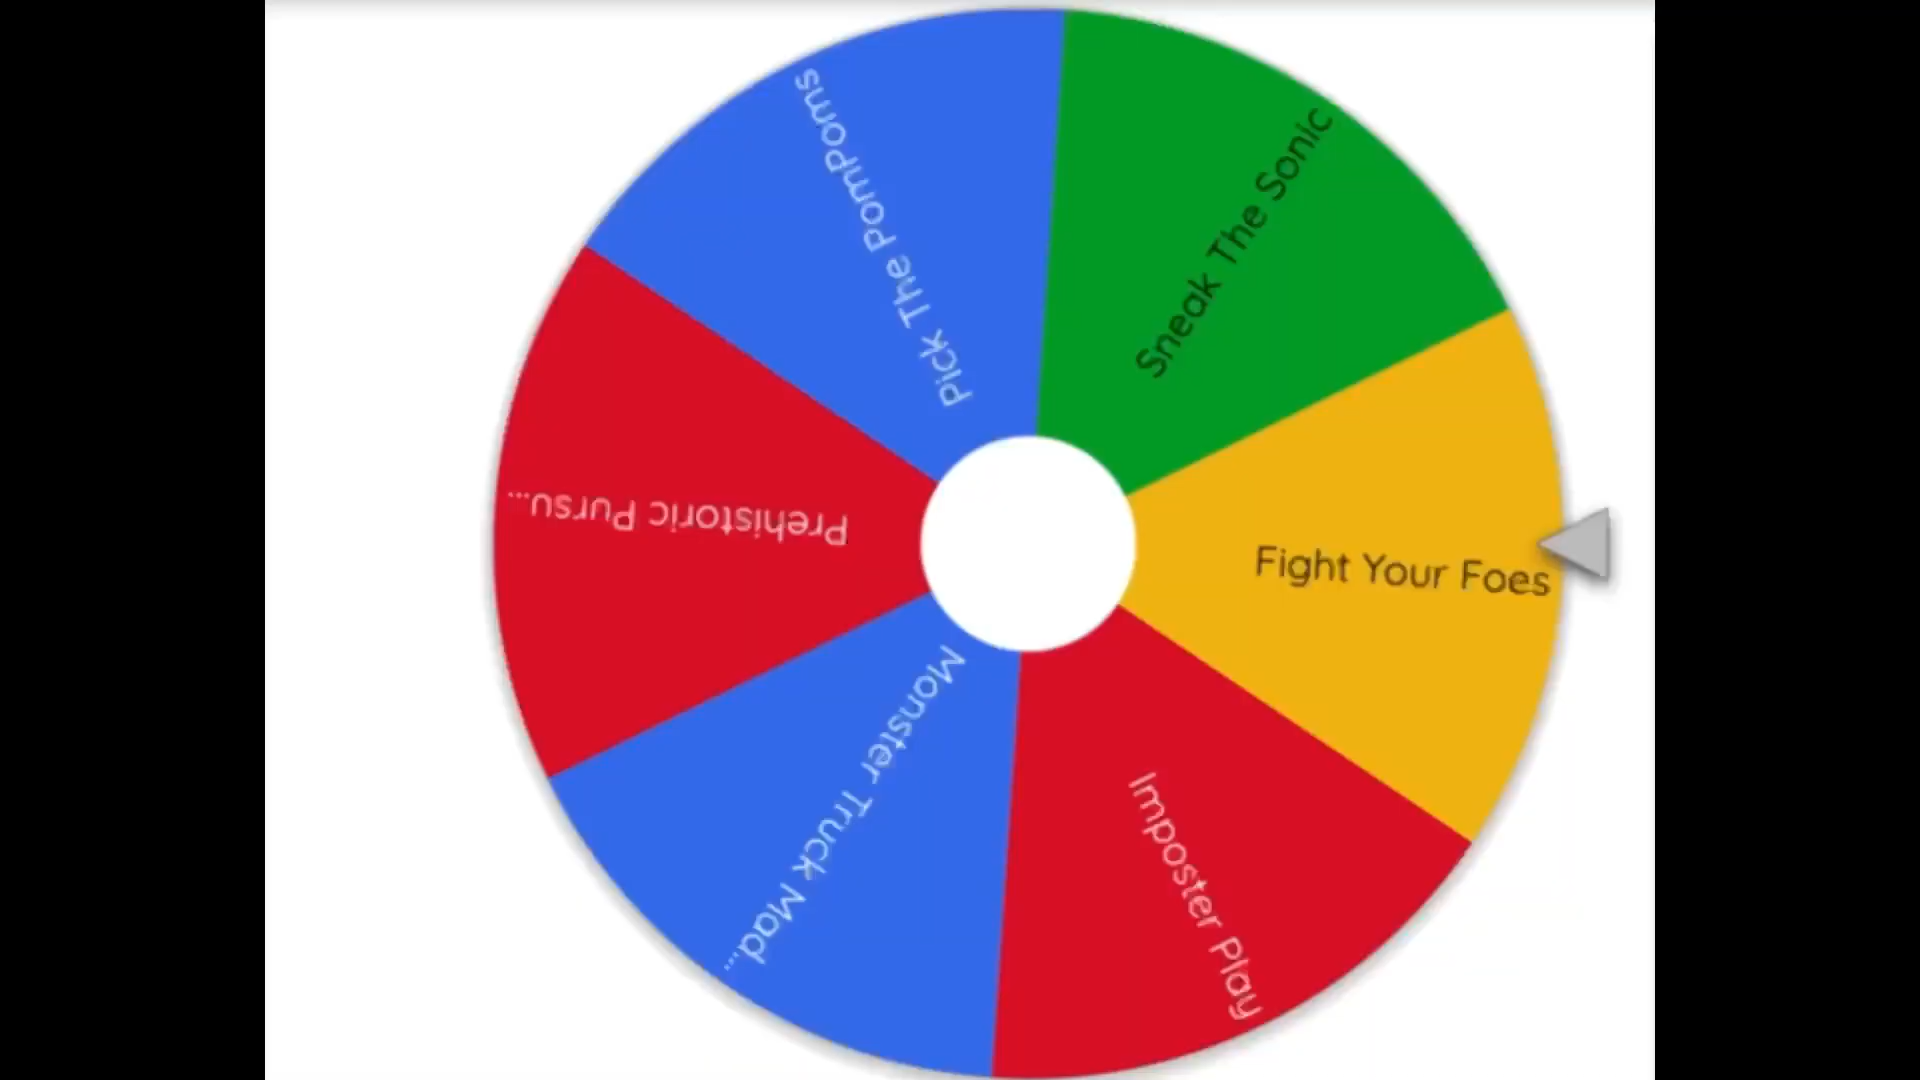 Pick The PomPoms
Sneak The Sonic
Prehistoric Pursu...
Fight Your Foes
Monster Truck Mad...
Imposter Play